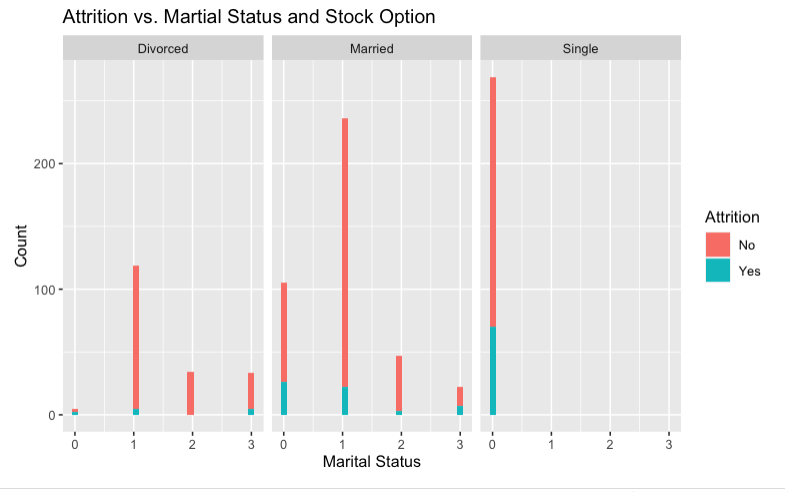 Attrition vs. Martial Status and Stock Option
Divorced Married Single
200
100
0
Count
0 1 2 3 0 1 2 3 0 1 2 3
Marital Status
Attrition
No
Yes